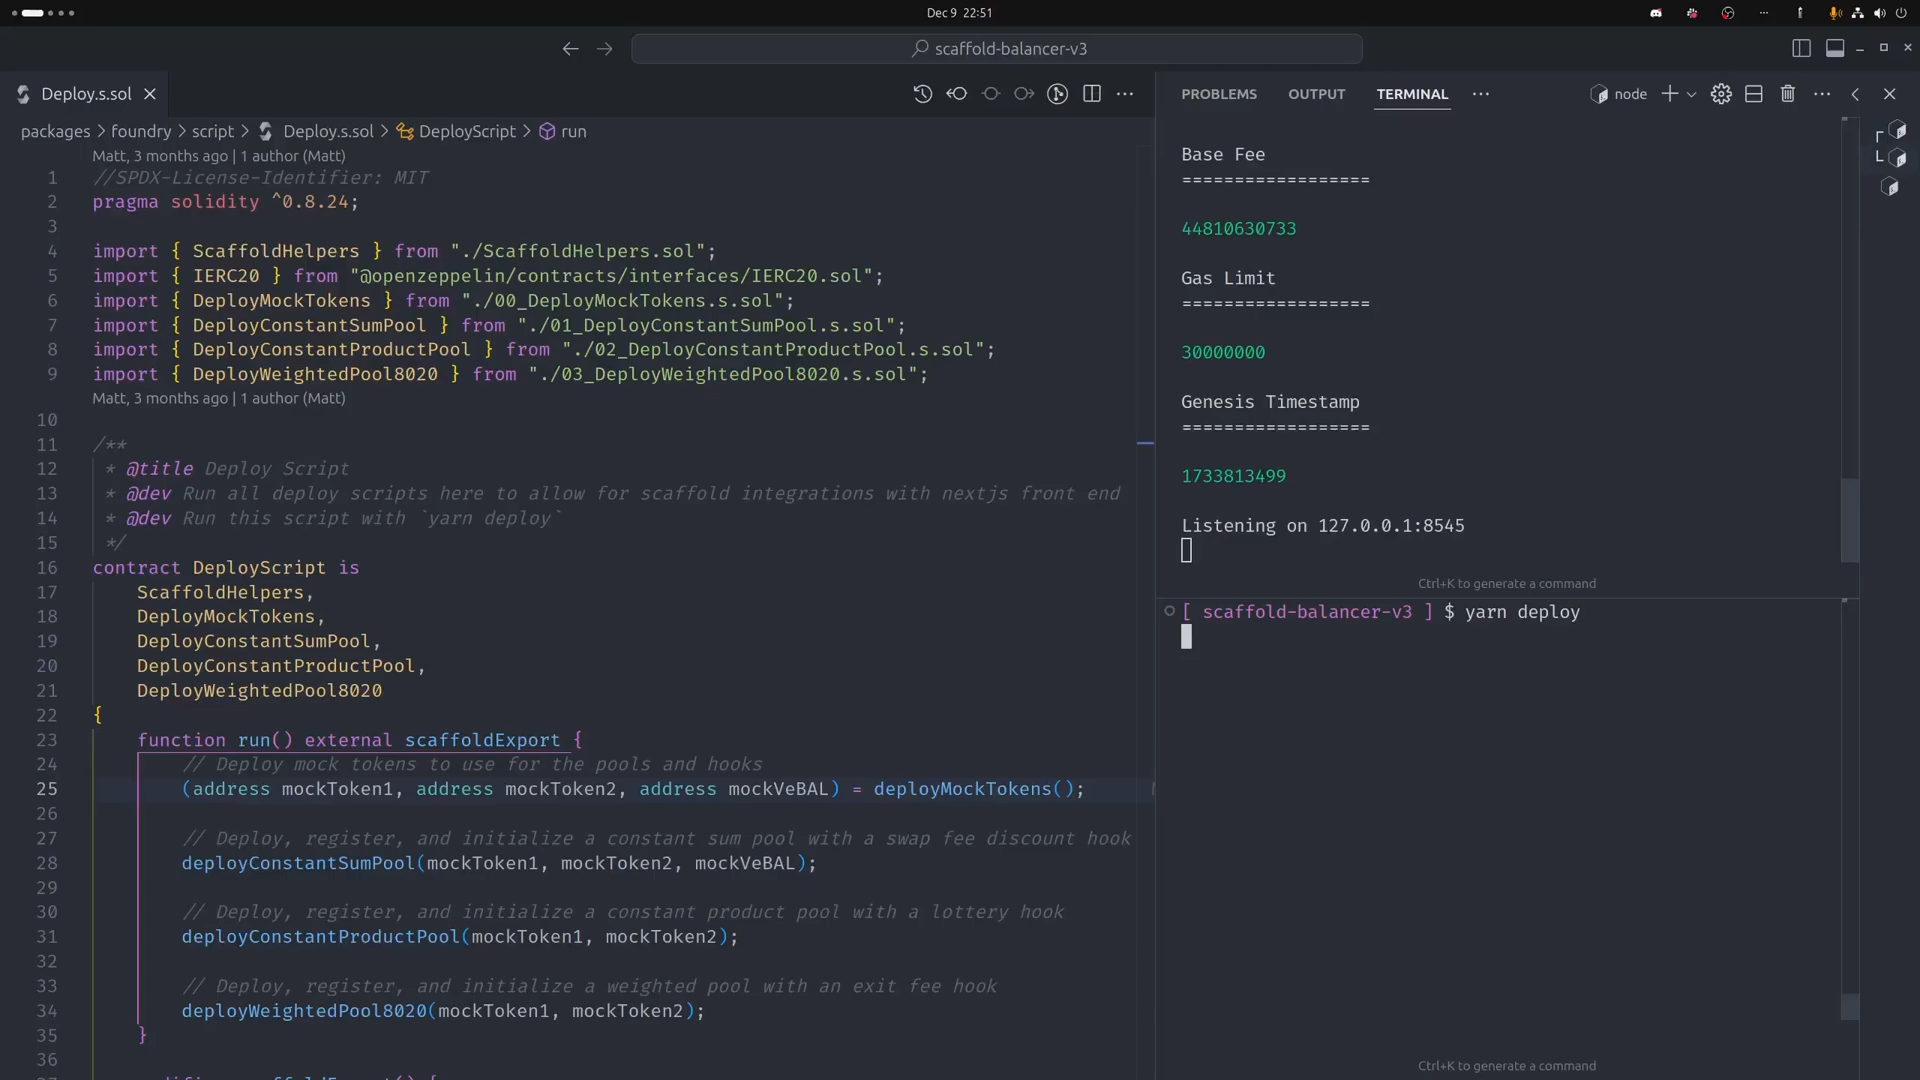 Dec 9 22:51
scaffold-balancer-v3
Deploy.s.sol
packages > foundry > script > Deploy.s.sol > DeployScript > run
Matt, 3 months ago | 1 author (Matt)
1 //SPDX-License-Identifier: MIT
2 pragma solidity ^0.8.24;
3
4 import { ScaffoldHelpers } from "./ScaffoldHelpers.sol";
5 import { IERC20 } from "@openzeppelin/contracts/interfaces/IERC20.sol";
6 import { DeployMockTokens } from "./00_DeployMockTokens.s.sol";
7 import { DeployConstantSumPool } from "./01_DeployConstantSumPool.s.sol";
8 import { DeployConstantProductPool } from "./02_DeployConstantProductPool.s.sol";
9 import { DeployWeightedPool8020 } from "./03_DeployWeightedPool8020.s.sol";
Matt, 3 months ago | 1 author (Matt)
10
11 /**
12 * @title Deploy Script
13 * @dev Run all deploy scripts here to allow for scaffold integrations with nextjs front end
14 * @dev Run this script with `yarn deploy`
15 */
16 contract DeployScript is
17 ScaffoldHelpers,
18 DeployMockTokens,
19 DeployConstantSumPool,
20 DeployConstantProductPool,
21 DeployWeightedPool8020
22 {
23 function run() external scaffoldExport {
24 // Deploy mock tokens to use for the pools and hooks
25 (address mockToken1, address mockToken2, address mockVeBAL) = deployMockTokens();
26
27 // Deploy, register, and initialize a constant sum pool with a swap fee discount hook
28 deployConstantSumPool(mockToken1, mockToken2, mockVeBAL);
29
30 // Deploy, register, and initialize a constant product pool with a lottery hook
31 deployConstantProductPool(mockToken1, mockToken2);
32
33 // Deploy, register, and initialize a weighted pool with an exit fee hook
34 deployWeightedPool8020(mockToken1, mockToken2);
35 }
36
PROBLEMS OUTPUT TERMINAL
node
Base Fee
==================
44810630733
Gas Limit
==================
30000000
Genesis Timestamp
==================
1733813499
Listening on 127.0.0.1:8545
Ctrl+K to generate a command
[ scaffold-balancer-v3 ] $ yarn deploy
Ctrl+K to generate a command